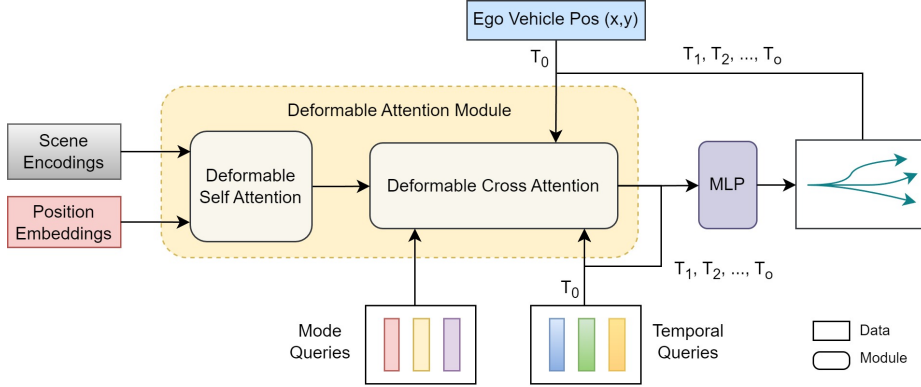 Ego Vehicle Pos (x,y)
T0
T1, T2, ..., To
Deformable Attention Module
Scene
Encodings
Deformable
Self Attention
Deformable Cross Attention
MLP
Position
Embeddings
T1, T2, ..., To
T0
Mode
Queries
Temporal
Queries
Data
Module